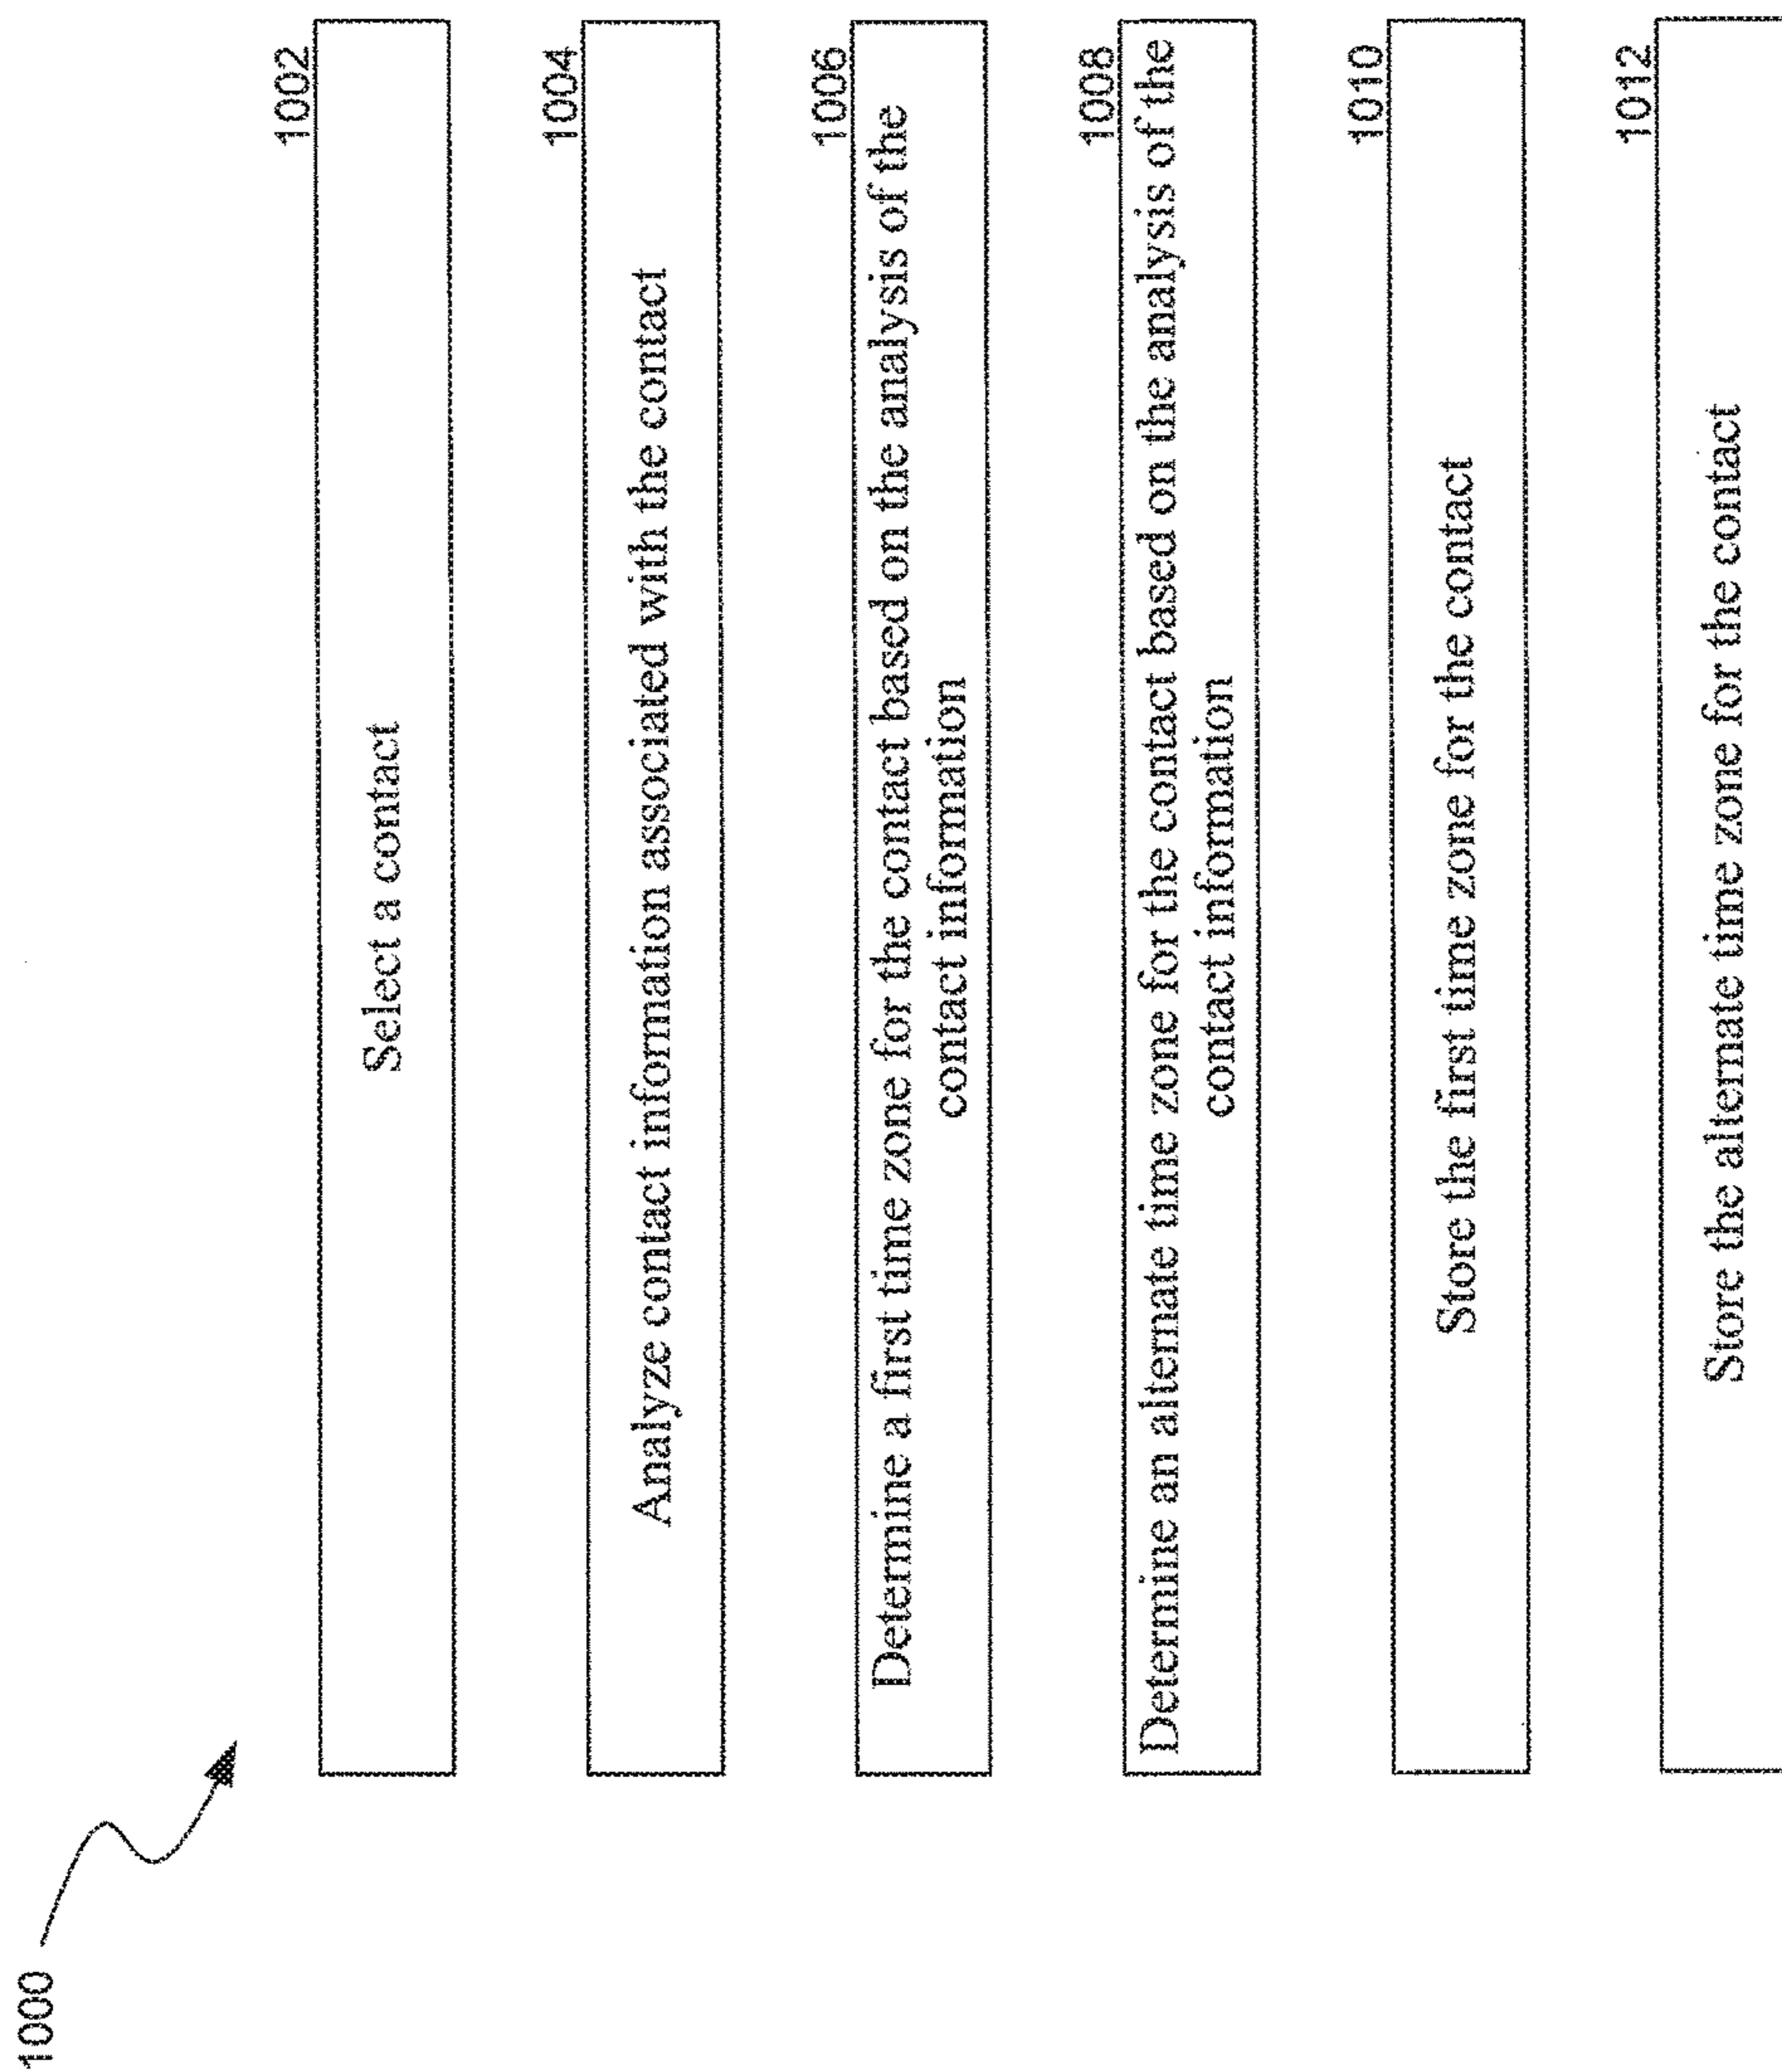 1000
1002
Select a contact
1004
Analyze contact information associated with the contact
1006
Determine a first time zone for the contact based on the analysis of the
contact information
1008
Determine an alternate time zone for the contact based on the analysis of the
contact information
1010
Store the first time zone for the contact
1012
Store the alternate time zone for the contact